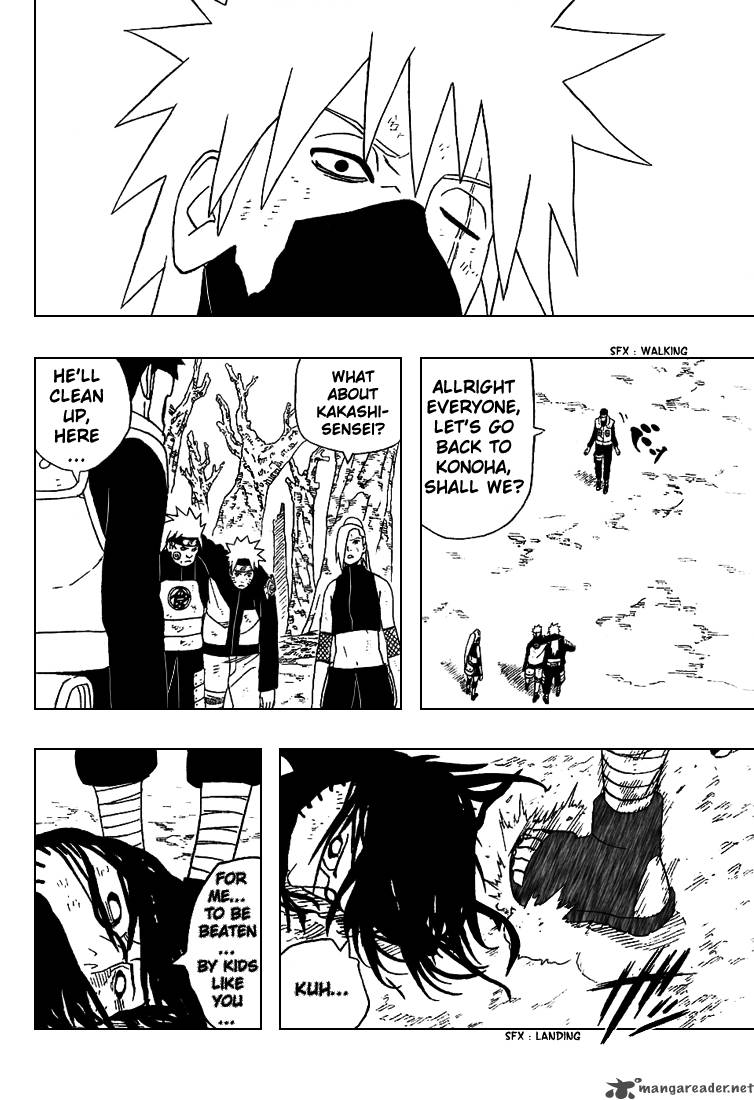 SFX : WALKING
ALLRIGHT
EVERYONE,
LET'S GO
BACK TO
KONOHA,
SHALL WE?
WHAT
ABOUT
KAKASHI-
SENSEI?
HE'LL
CLEAN
UP,
HERE
...
KUH...
SFX : LANDING
FOR
ME...
TO BE
BEATEN
...
BY KIDS
LIKE
YOU
...
mangareader.net